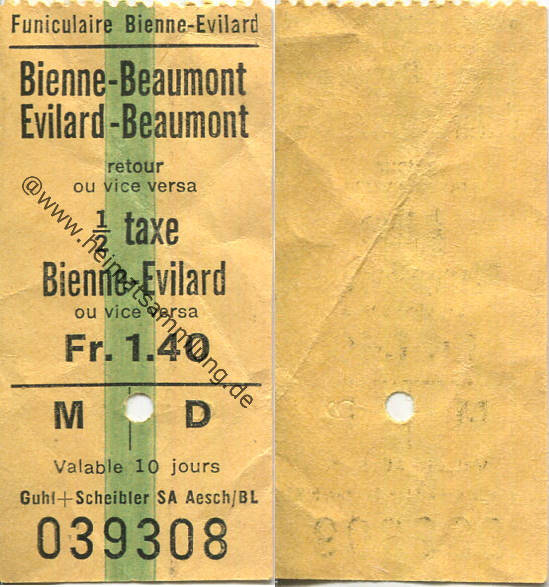 Funiculaire Bienne-Evilard
Bienne-Beaumont
Evilard-Beaumont
retour
ou vice versa
½ taxe
Bienne-Evilard
ou vice versa
Fr. 1.40
M D
Valable 10 jours
Guhl+Scheibler SA Aesch/BL
039308
@www.heimatsammlung.de